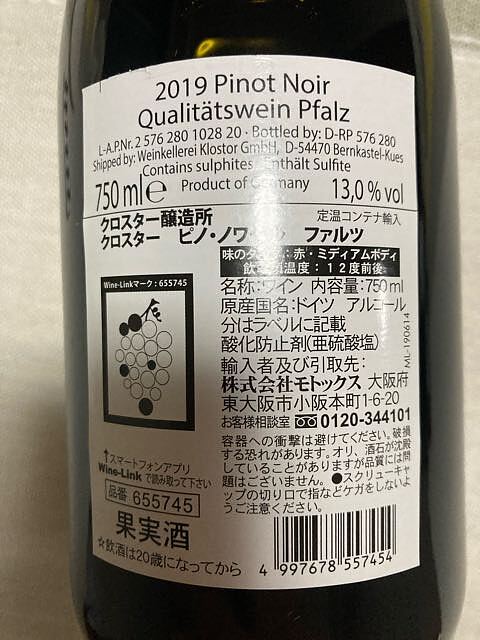 2019 Pinot Noir
Qualitätswein Pfalz
L-A.P.Nr. 2 576 280 1028 20 · Bottled by: D-RP 576 280
Shipped by: Weinkellerei Klostor GmbH, D-54470 Bernkastel-Kues
Contains sulphites · Enthält Sulfite
750 ml ℮ Product of Germany 13,0 % vol
クロスター醸造所 定温コンテナ輸入
クロスター ピノ・ノワール ファルツ
味のタイプ:赤・ミディアムボディ
飲 温度:12度前後
Wine-Linkマーク:655745
名称:ワイン 内容量:750ml
原産国名:ドイツ アルコール
分はラベルに記載
酸化防止剤(亜硫酸塩)
輸入者及び引取先:
株式会社モトックス 大阪府
東大阪市小阪本町1-6-20
お客様相談室 0120-344101
ML-190614
容器への衝撃は避けてください。破損
する恐れがあります。オリ、酒石が沈殿
していることがありますが品質には問
題はございません。●スクリューキャ
ップの切り口で指などケガをしないよ
うご注意ください。
↑スマートフォンアプリ
Wine-Link で読み取って下さい
品番 655745
果実酒
☆飲酒は20歳になってから
4 997678 557454